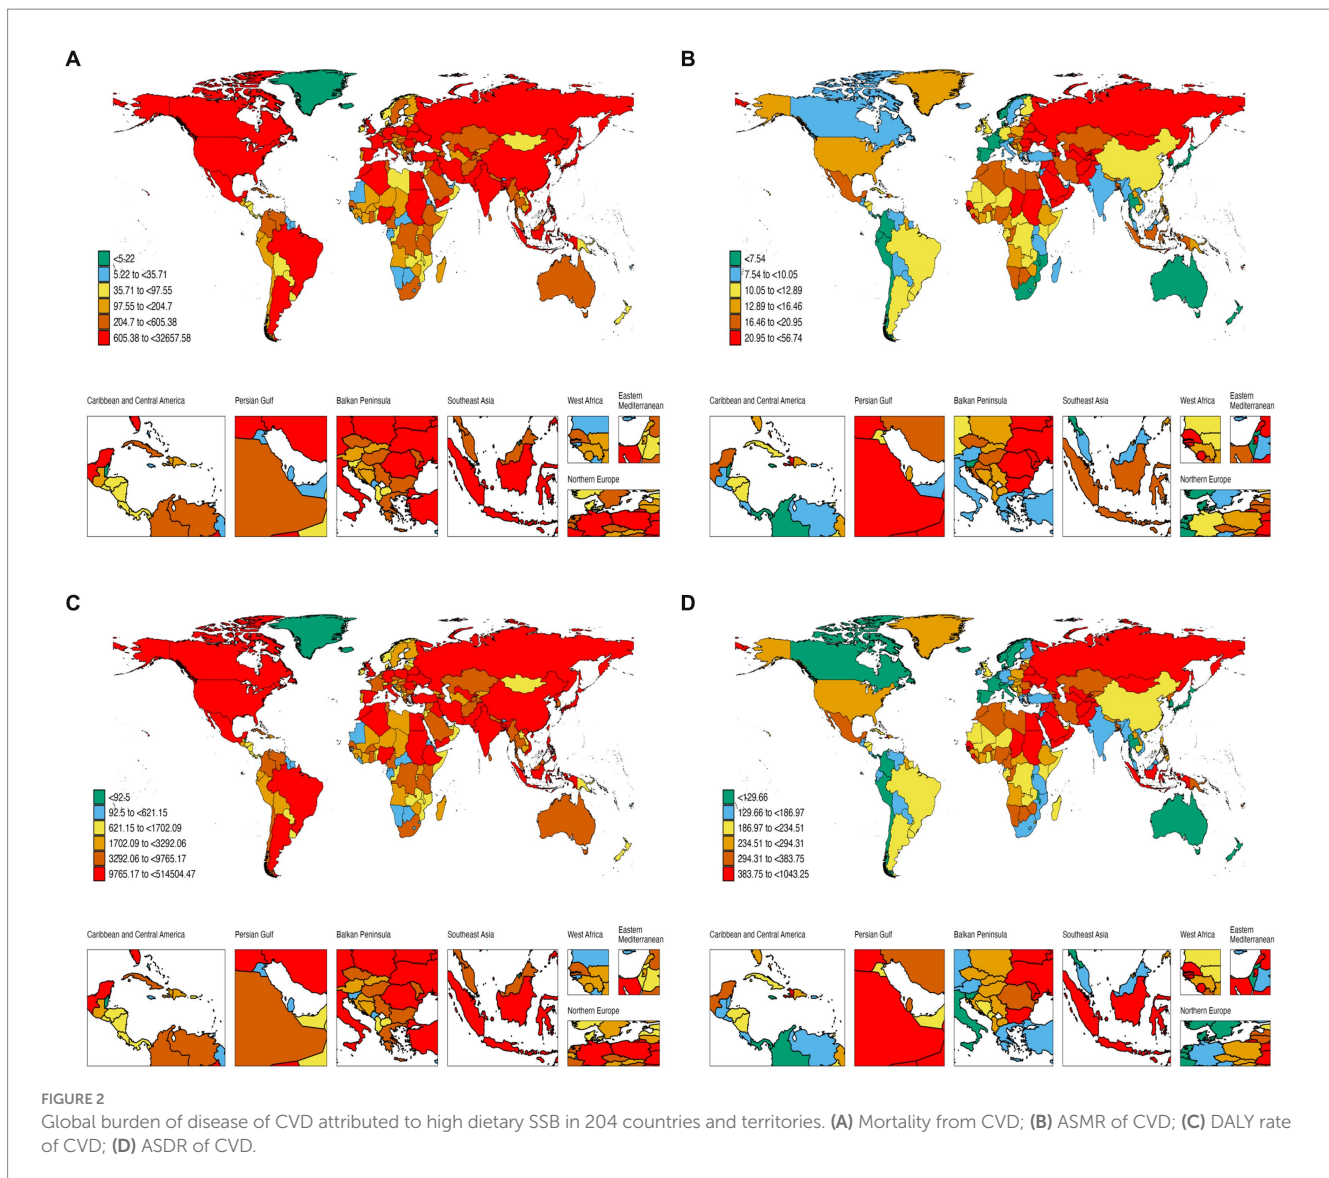 A
<5.22
5.22 to <35.71
35.71 to <97.55
97.55 to <204.7
204.7 to <605.38
605.38 to <32657.58
Caribbean and Central America
Persian Gulf
Balkan Peninsula
Southeast Asia
West Africa
Eastern
Mediterranean
Northern Europe
B
<7.54
7.54 to <10.05
10.05 to <12.89
12.89 to <16.46
16.46 to <20.95
20.95 to <56.74
Caribbean and Central America
Persian Gulf
Balkan Peninsula
Southeast Asia
West Africa
Eastern
Mediterranean
Northern Europe
C
<92.5
92.5 to <621.15
621.15 to <1702.09
1702.09 to <3292.06
3292.06 to <9765.17
9765.17 to <514504.47
Caribbean and Central America
Persian Gulf
Balkan Peninsula
Southeast Asia
West Africa
Eastern
Mediterranean
Northern Europe
D
<129.66
129.66 to <186.97
186.97 to <234.51
234.51 to <294.31
294.31 to <383.75
383.75 to <1043.25
Caribbean and Central America
Persian Gulf
Balkan Peninsula
Southeast Asia
West Africa
Eastern
Mediterranean
Northern Europe
FIGURE 2
Global burden of disease of CVD attributed to high dietary SSB in 204 countries and territories. (A) Mortality from CVD; (B) ASMR of CVD; (C) DALY rate
of CVD; (D) ASDR of CVD.